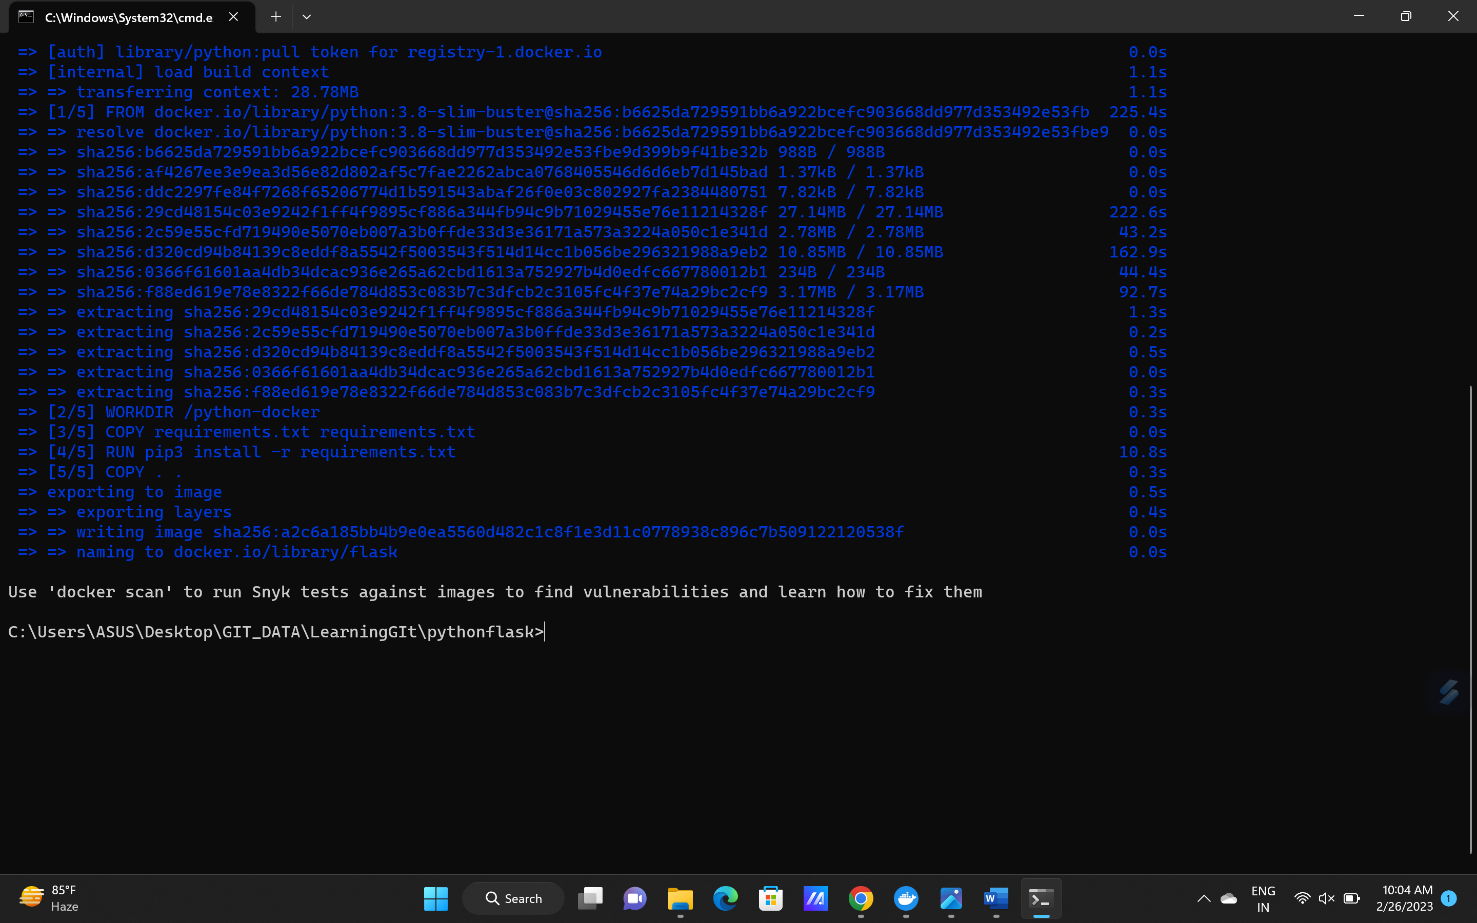 C:\Windows\System32\cmd.e
=> [auth] library/python:pull token for registry-1.docker.io 0.0s
=> [internal] load build context 1.1s
=> => transferring context: 28.78MB 1.1s
=> [1/5] FROM docker.io/library/python:3.8-slim-buster@sha256:b6625da729591bb6a922bcefc903668dd977d353492e53fb 225.4s
=> => resolve docker.io/library/python:3.8-slim-buster@sha256:b6625da729591bb6a922bcefc903668dd977d353492e53fbe9 0.0s
=> => sha256:b6625da729591bb6a922bcefc903668dd977d353492e53fbe9d399b9f41be32b 988B / 988B 0.0s
=> => sha256:af4267ee3e9ea3d56e82d802af5c7fae2262abca0768405546d6d6eb7d145bad 1.37kB / 1.37kB 0.0s
=> => sha256:ddc2297fe84f7268f65206774d1b591543abaf26f0e03c802927fa2384480751 7.82kB / 7.82kB 0.0s
=> => sha256:29cd48154c03e9242f1ff4f9895cf886a344fb94c9b71029455e76e11214328f 27.14MB / 27.14MB 222.6s
=> => sha256:2c59e55cfd719490e5070eb007a3b0ffde33d3e36171a573a3224a050c1e341d 2.78MB / 2.78MB 43.2s
=> => sha256:d320cd94b84139c8eddf8a5542f5003543f514d14cc1b056be296321988a9eb2 10.85MB / 10.85MB 162.9s
=> => sha256:0366f61601aa4db34dcac936e265a62cbd1613a752927b4d0edfc667780012b1 234B / 234B 44.4s
=> => sha256:f88ed619e78e8322f66de784d853c083b7c3dfcb2c3105fc4f37e74a29bc2cf9 3.17MB / 3.17MB 92.7s
=> => extracting sha256:29cd48154c03e9242f1ff4f9895cf886a344fb94c9b71029455e76e11214328f 1.3s
=> => extracting sha256:2c59e55cfd719490e5070eb007a3b0ffde33d3e36171a573a3224a050c1e341d 0.2s
=> => extracting sha256:d320cd94b84139c8eddf8a5542f5003543f514d14cc1b056be296321988a9eb2 0.5s
=> => extracting sha256:0366f61601aa4db34dcac936e265a62cbd1613a752927b4d0edfc667780012b1 0.0s
=> => extracting sha256:f88ed619e78e8322f66de784d853c083b7c3dfcb2c3105fc4f37e74a29bc2cf9 0.3s
=> [2/5] WORKDIR /python-docker 0.3s
=> [3/5] COPY requirements.txt requirements.txt 0.0s
=> [4/5] RUN pip3 install -r requirements.txt 10.8s
=> [5/5] COPY . . 0.3s
=> exporting to image 0.5s
=> => exporting layers 0.4s
=> => writing image sha256:a2c6a185bb4b9e0ea5560d482c1c8f1e3d11c0778938c896c7b509122120538f 0.0s
=> => naming to docker.io/library/flask 0.0s
Use 'docker scan' to run Snyk tests against images to find vulnerabilities and learn how to fix them
C:\Users\ASUS\Desktop\GIT_DATA\LearningGIt\pythonflask>
85°F
Haze
Search
ENG
IN
10:04 AM
2/26/2023
1